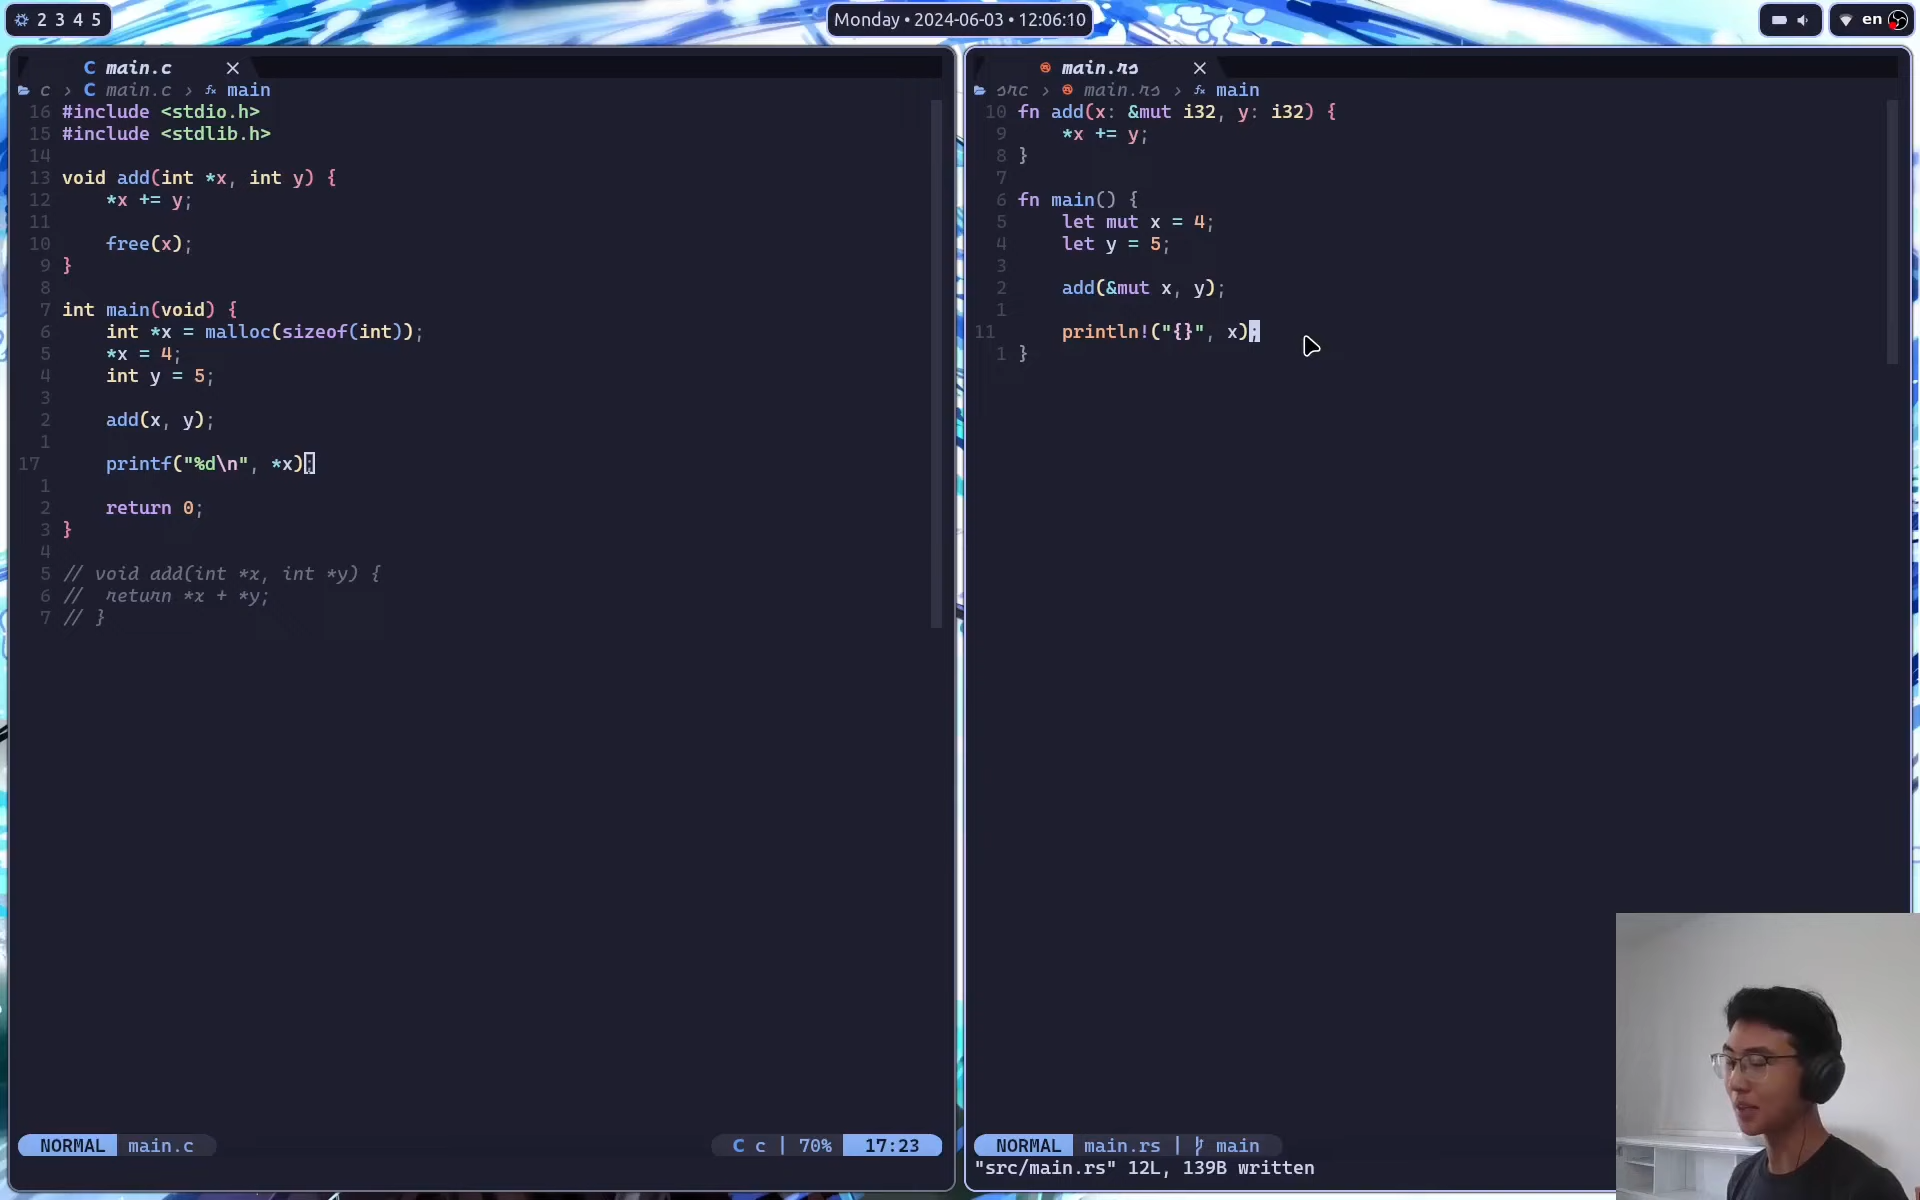 2 3 4 5
Monday • 2024-06-03 • 12:06:10
en
C main.c
c › C main.c › main
16 #include <stdio.h>
15 #include <stdlib.h>
14
13 void add(int *x, int y) {
12     *x += y;
11
10     free(x);
9 }
8
7 int main(void) {
6     int *x = malloc(sizeof(int));
5     *x = 4;
4     int y = 5;
3
2     add(x, y);
1
17     printf("%d\n", *x);
1
2     return 0;
3 }
4
5 // void add(int *x, int *y) {
6 //  return *x + *y;
7 // }
NORMAL main.c
C c | 70% 17:23
main.rs
src › main.rs › main
10 fn add(x: &mut i32, y: i32) {
9     *x += y;
8 }
7
6 fn main() {
5     let mut x = 4;
4     let y = 5;
3
2     add(&mut x, y);
1
11     println!("{}", x);
1 }
NORMAL main.rs | main
"src/main.rs" 12L, 139B written